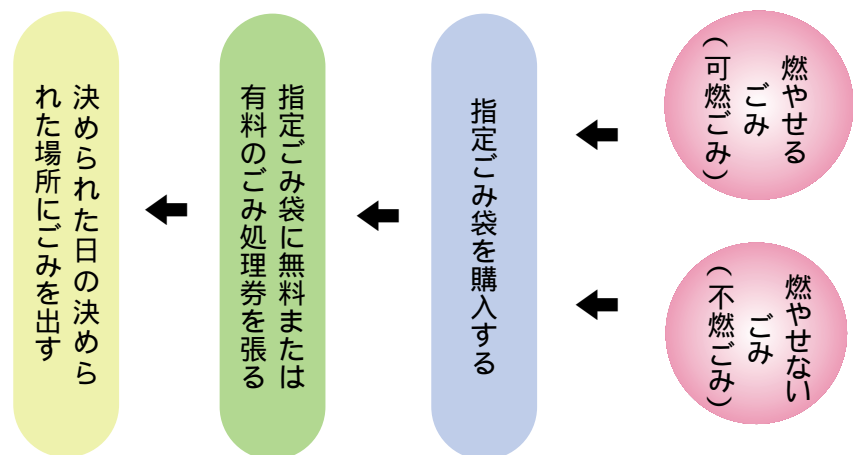 燃やせる
ごみ
（可燃ごみ）
燃やせない
ごみ
（不燃ごみ）
指定ごみ袋を購入する
指定ごみ袋に無料または
有料のごみ処理券を張る
決められた日の決めら
れた場所にごみを出す